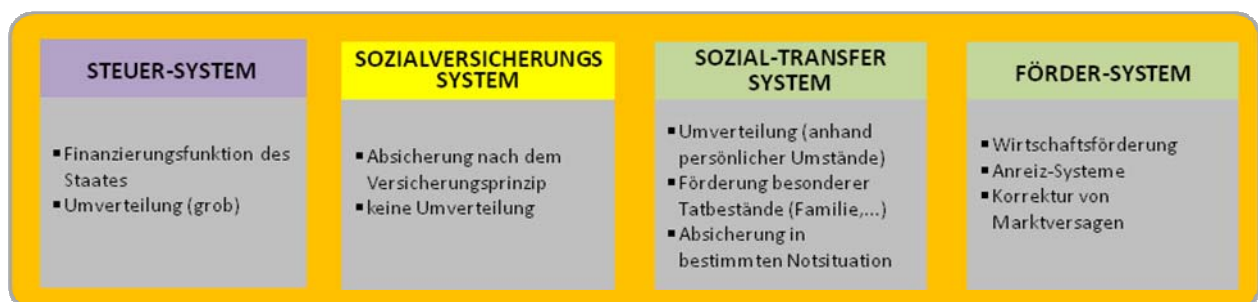 STEUER-SYSTEM
▪Finanzierungsfunktion des
Staates
▪Umverteilung (grob)
SOZIALVERSICHERUNGS
SYSTEM
▪Absicherung nach dem
Versicherungsprinzip
▪keine Umverteilung
SOZIAL-TRANSFER
SYSTEM
▪Umverteilung (anhand
persönlicher Umstände)
▪Förderung besonderer
Tatbestände (Familie,...)
▪Absicherung in
bestimmten Notsituation
FÖRDER-SYSTEM
▪Wirtschaftsförderung
▪Anreiz-Systeme
▪Korrektur von
Marktversagen